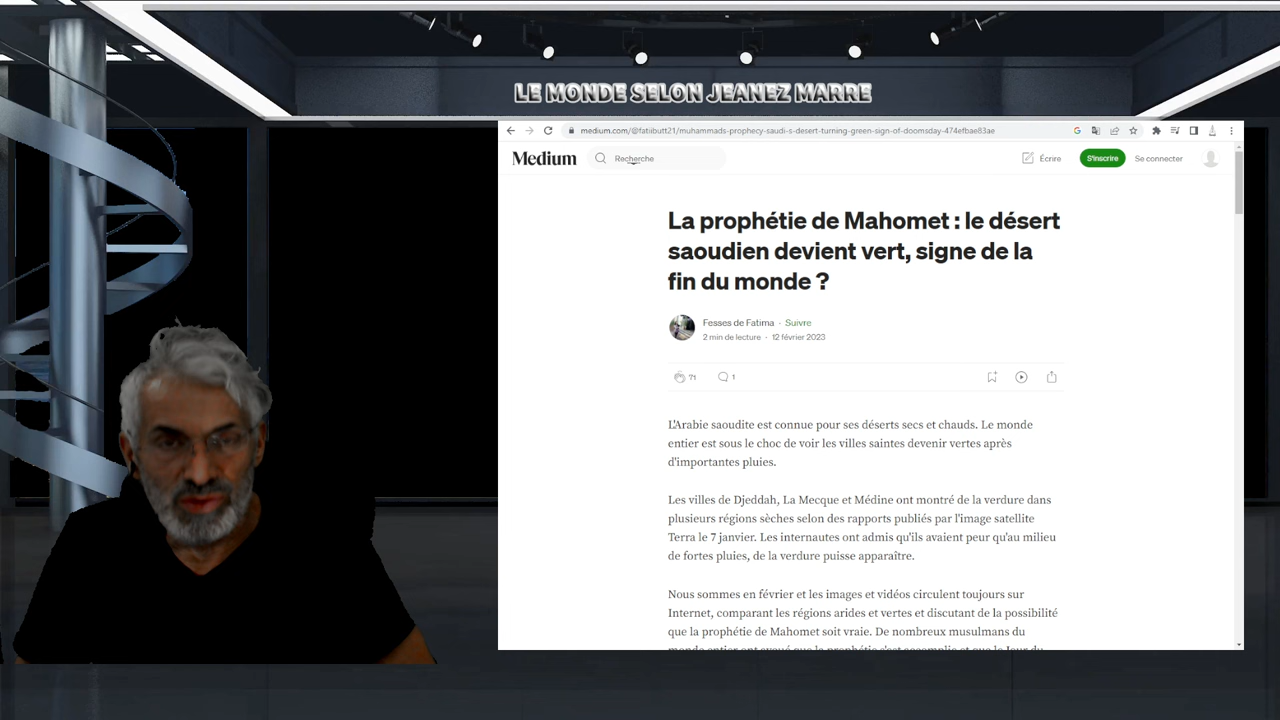 LE MONDE SELON JEANEZ MARRE
medium.com/@fatiibutt21/muhammads-prophecy-saudi-s-desert-turning-green-sign-of-doomsday-474efbae83ae
Medium
Recherche
Écrire
S'inscrire
Se connecter
La prophétie de Mahomet : le désert
saoudien devient vert, signe de la
fin du monde ?
Fesses de Fatima · Suivre
2 min de lecture · 12 février 2023
71
1
L'Arabie saoudite est connue pour ses déserts secs et chauds. Le monde
entier est sous le choc de voir les villes saintes devenir vertes après
d'importantes pluies.
Les villes de Djeddah, La Mecque et Médine ont montré de la verdure dans
plusieurs régions sèches selon des rapports publiés par l'image satellite
Terra le 7 janvier. Les internautes ont admis qu'ils avaient peur qu'au milieu
de fortes pluies, de la verdure puisse apparaître.
Nous sommes en février et les images et vidéos circulent toujours sur
Internet, comparant les régions arides et vertes et discutant de la possibilité
que la prophétie de Mahomet soit vraie. De nombreux musulmans du